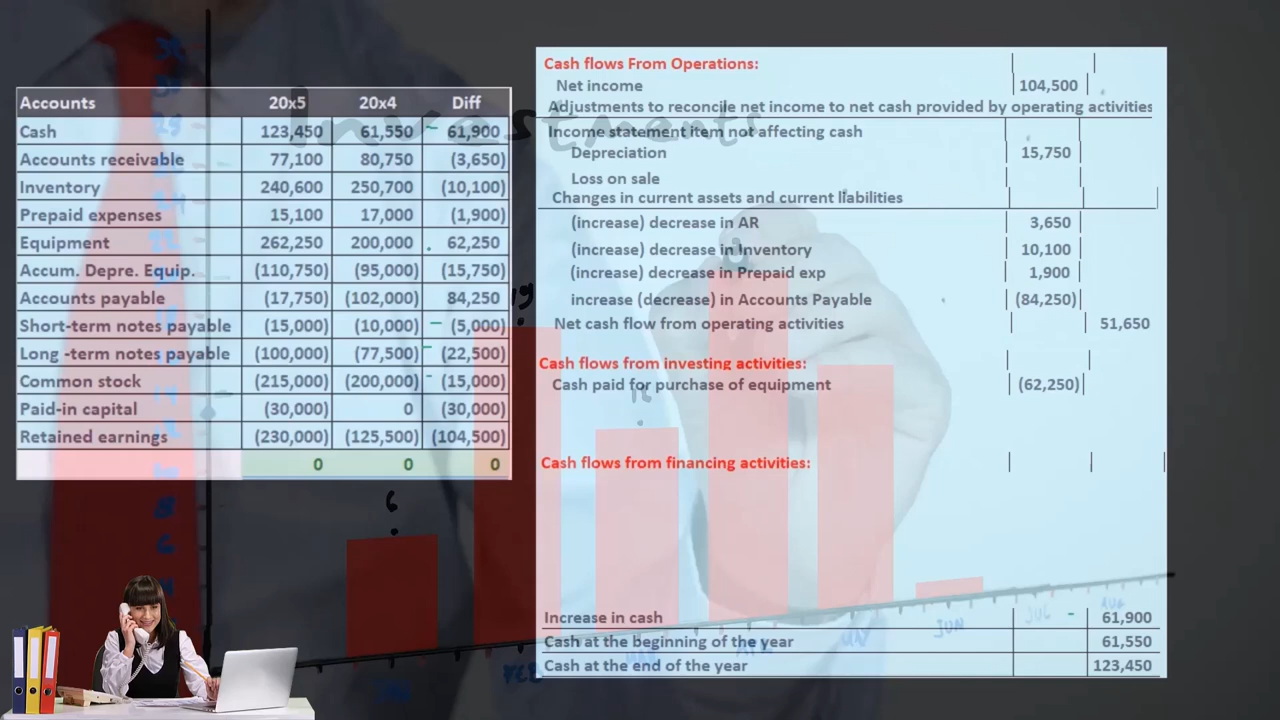 Investments
Accounts 20x5 20x4 Diff
Cash 123,450 61,550 61,900
Accounts receivable 77,100 80,750 (3,650)
Inventory 240,600 250,700 (10,100)
Prepaid expenses 15,100 17,000 (1,900)
Equipment 262,250 200,000 62,250
Accum. Depre. Equip. (110,750) (95,000) (15,750)
Accounts payable (17,750) (102,000) 84,250
Short-term notes payable (15,000) (10,000) (5,000)
Long -term notes payable (100,000) (77,500) (22,500)
Common stock (215,000) (200,000) (15,000)
Paid-in capital (30,000) 0 (30,000)
Retained earnings (230,000) (125,500) (104,500)
0 0 0
Cash flows From Operations:
Net income 104,500
Adjustments to reconcile net income to net cash provided by operating activities
Income statement item not affecting cash
Depreciation 15,750
Loss on sale
Changes in current assets and current liabilities
(increase) decrease in AR 3,650
(increase) decrease in Inventory 10,100
(increase) decrease in Prepaid exp 1,900
increase (decrease) in Accounts Payable (84,250)
Net cash flow from operating activities 51,650
Cash flows from investing activities:
Cash paid for purchase of equipment (62,250)
Cash flows from financing activities:
Increase in cash 61,900
Cash at the beginning of the year 61,550
Cash at the end of the year 123,450
6
19
12
FEB
JUN
JUL
AUG